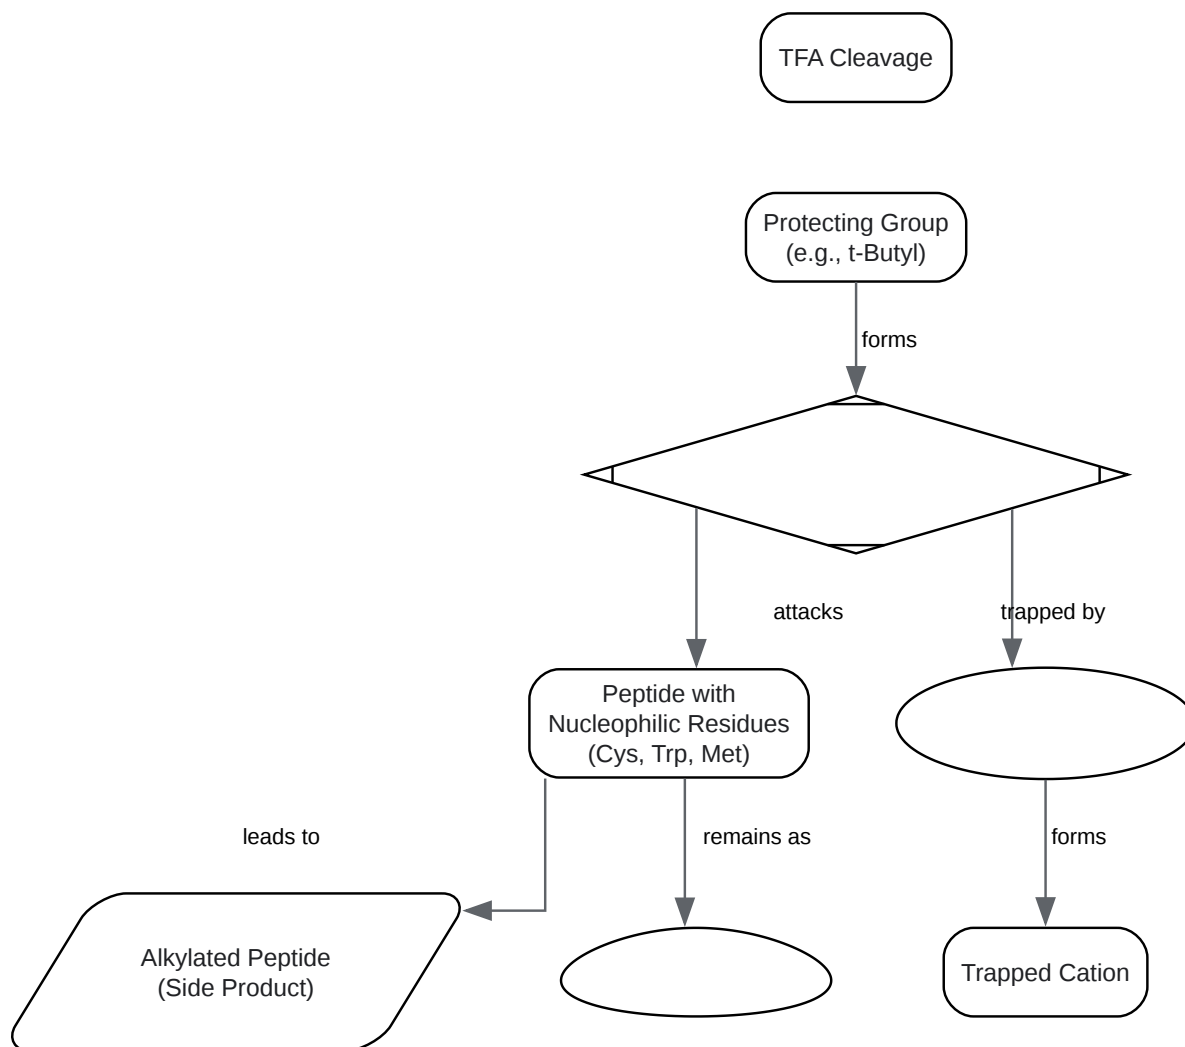 TFA Cleavage
Protecting Group
(e.g., t-Butyl)
forms
attacks
trapped by
Peptide with
Nucleophilic Residues
(Cys, Trp, Met)
leads to
remains as
forms
Alkylated Peptide
(Side Product)
Trapped Cation